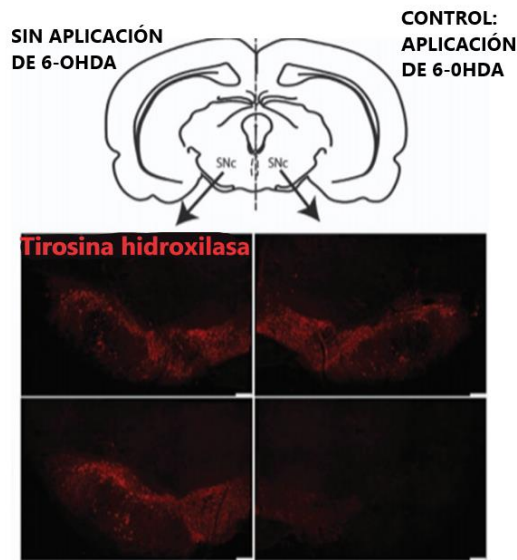 SIN APLICACIÓN
DE 6-OHDA
CONTROL:
APLICACIÓN
DE 6-0HDA
SNc
SNc
Tirosina hidroxilasa